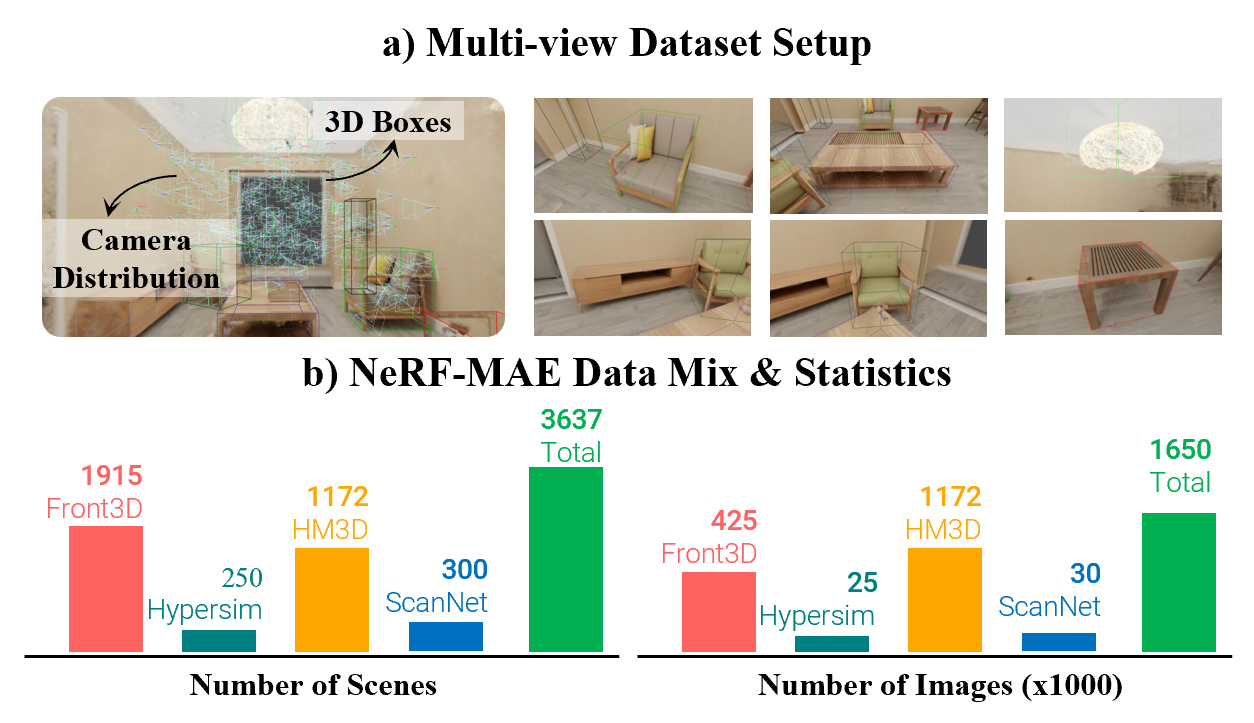 a) Multi-view Dataset Setup
3D Boxes
Camera
Distribution
b) NeRF-MAE Data Mix & Statistics
1915
Front3D
250
Hypersim
1172
HM3D
300
ScanNet
3637
Total
Number of Scenes
425
Front3D
25
Hypersim
1172
HM3D
30
ScanNet
1650
Total
Number of Images (x1000)